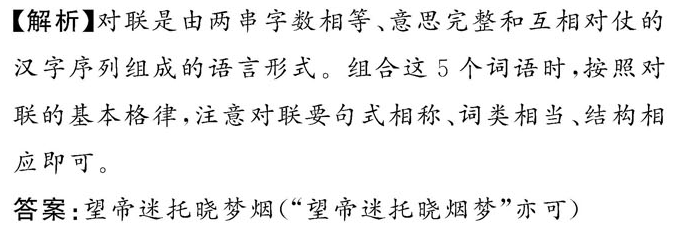 【解析】对联是由两串字数相等、意思完整和互相对仗的
汉字序列组成的语言形式。组合这 5 个词语时,按照对
联的基本格律,注意对联要句式相称、词类相当、结构相
应即可。
答案:望帝迷托晓梦烟(“望帝迷托晓烟梦”亦可)